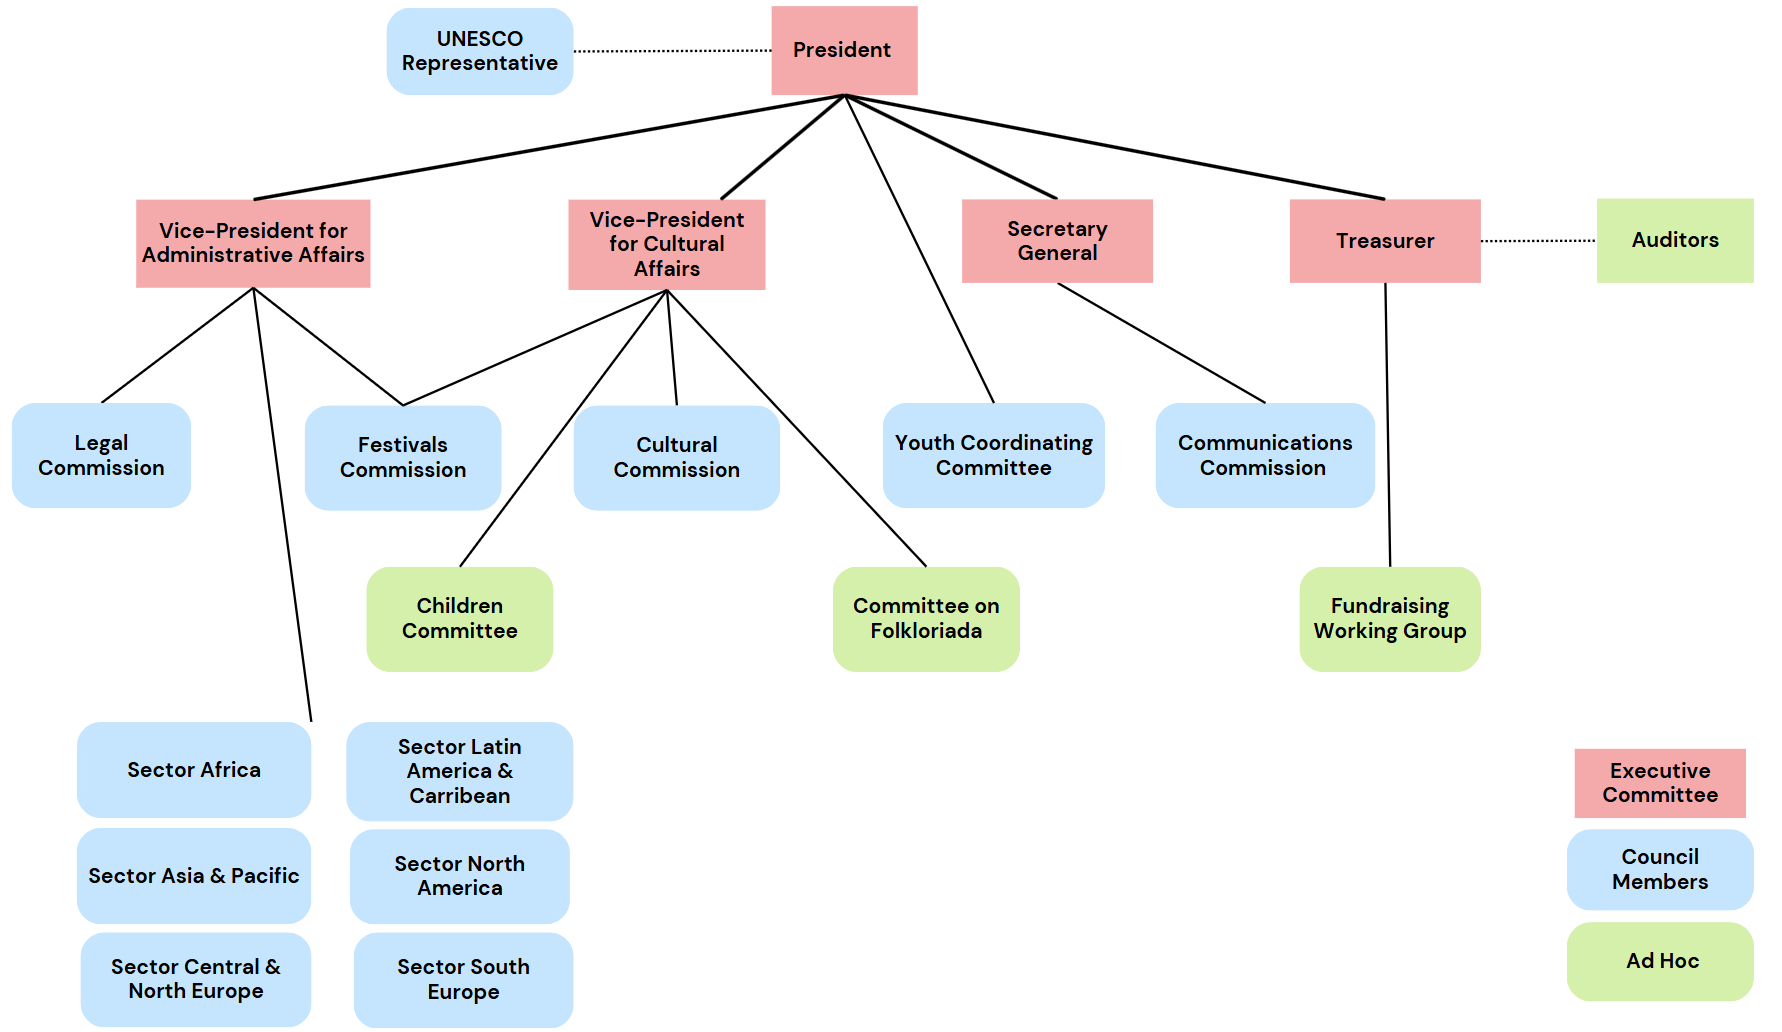 UNESCO
Representative
President
Vice-President for
Administrative Affairs
Vice-President
for Cultural
Affairs
Secretary
General
Treasurer
Auditors
Legal
Commission
Festivals
Commission
Cultural
Commission
Youth Coordinating
Committee
Communications
Commission
Children
Committee
Committee on
Folkloriada
Fundraising
Working Group
Sector Africa
Sector Latin
America &
Carribean
Sector Asia & Pacific
Sector North
America
Sector Central &
North Europe
Sector South
Europe
Executive
Committee
Council
Members
Ad Hoc